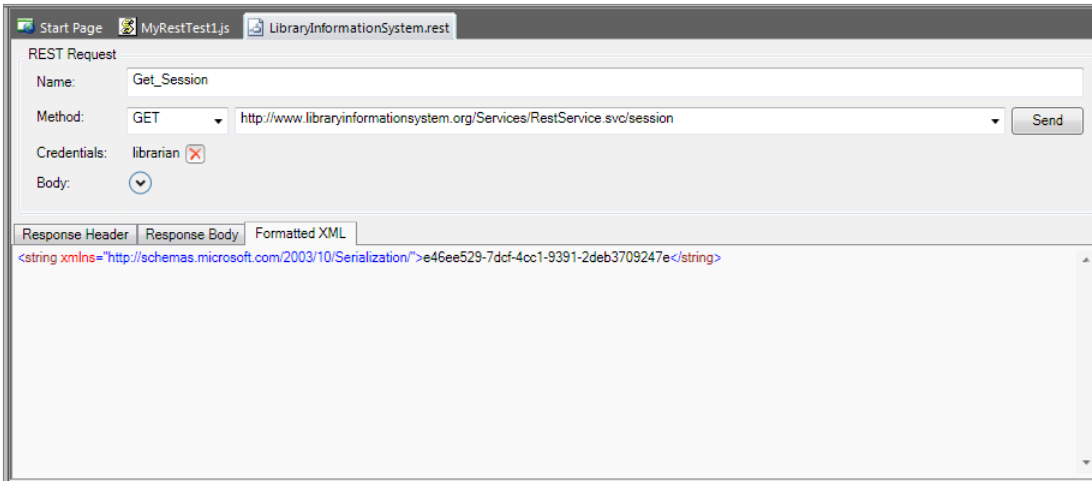 Start Page MyRestTest1.js LibraryInformationSystem.rest
REST Request
Name: Get_Session
Method: GET http://www.libraryinformationsystem.org/Services/RestService.svc/session Send
Credentials: librarian
Body:
Response Header Response Body Formatted XML
<string xmlns="http://schemas.microsoft.com/2003/10/Serialization/">e46ee529-7dcf-4cc1-9391-2deb3709247e</string>